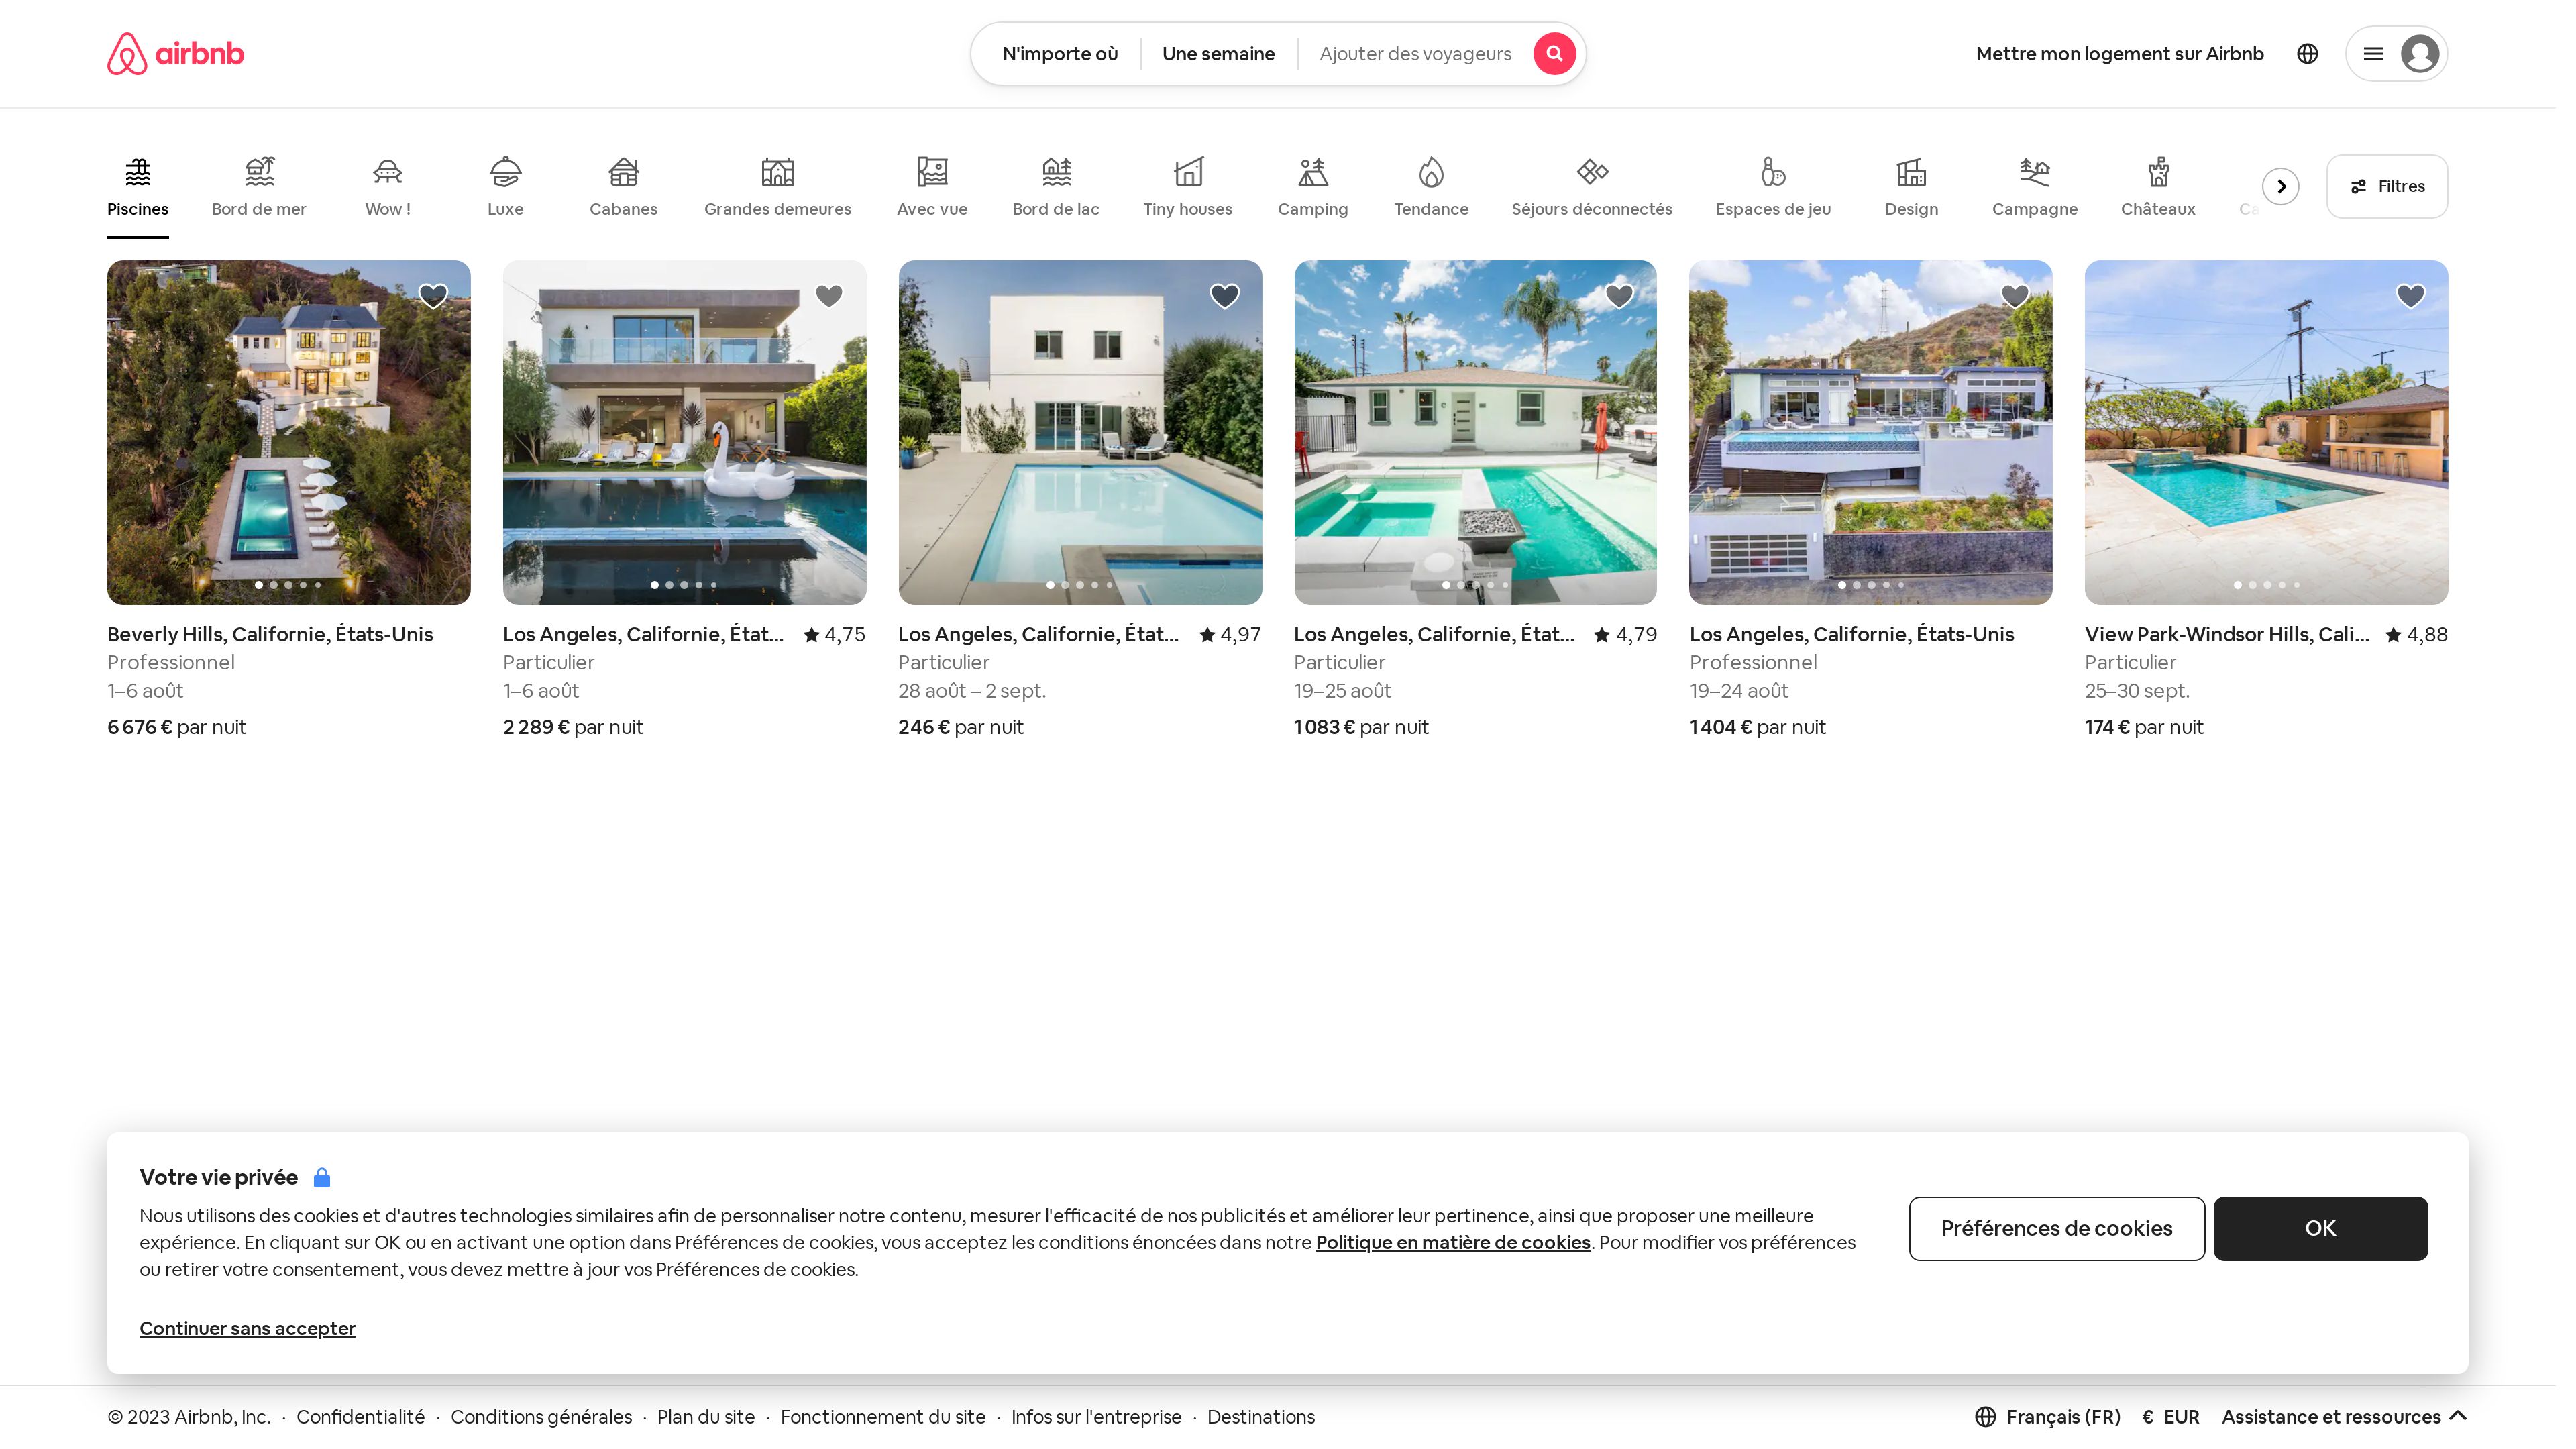 airbnb
N'importe où
Une semaine
Ajouter des voyageurs
Mettre mon logement sur Airbnb
Piscines
Bord de mer
Wow !
Luxe
Cabanes
Grandes demeures
Avec vue
Bord de lac
Tiny houses
Camping
Tendance
Séjours déconnectés
Espaces de jeu
Design
Campagne
Châteaux
Ca
Filtres
Beverly Hills, Californie, États-Unis
Professionnel
1–6 août
6 676 € par nuit
Los Angeles, California, État... 4,75
Particulier
1–6 août
2 289 € par nuit
Los Angeles, Californie, État... 4,97
Particulier
28 août – 2 sept.
246 € par nuit
Los Angeles, Californie, État... 4,79
Particulier
19–25 août
1 083 € par nuit
Los Angeles, Californie, États-Unis
Professionnel
19–24 août
1 404 € par nuit
View Park-Windsor Hills, Cali... 4,88
Particulier
25–30 sept.
174 € par nuit
Votre vie privée
Nous utilisons des cookies et d'autres technologies similaires afin de personnaliser notre contenu, mesurer l'efficacité de nos publicités et améliorer leur pertinence, ainsi que proposer une meilleure
expérience. En cliquant sur OK ou en activant une option dans Préférences de cookies, vous acceptez les conditions énoncées dans notre Politique en matière de cookies. Pour modifier vos préférences
ou retirer votre consentement, vous devez mettre à jour vos Préférences de cookies.
Continuer sans accepter
Préférences de cookies
OK
© 2023 Airbnb, Inc. · Confidentialité · Conditions générales · Plan du site · Fonctionnement du site · Infos sur l'entreprise · Destinations
Français (FR) € EUR Assistance et ressources